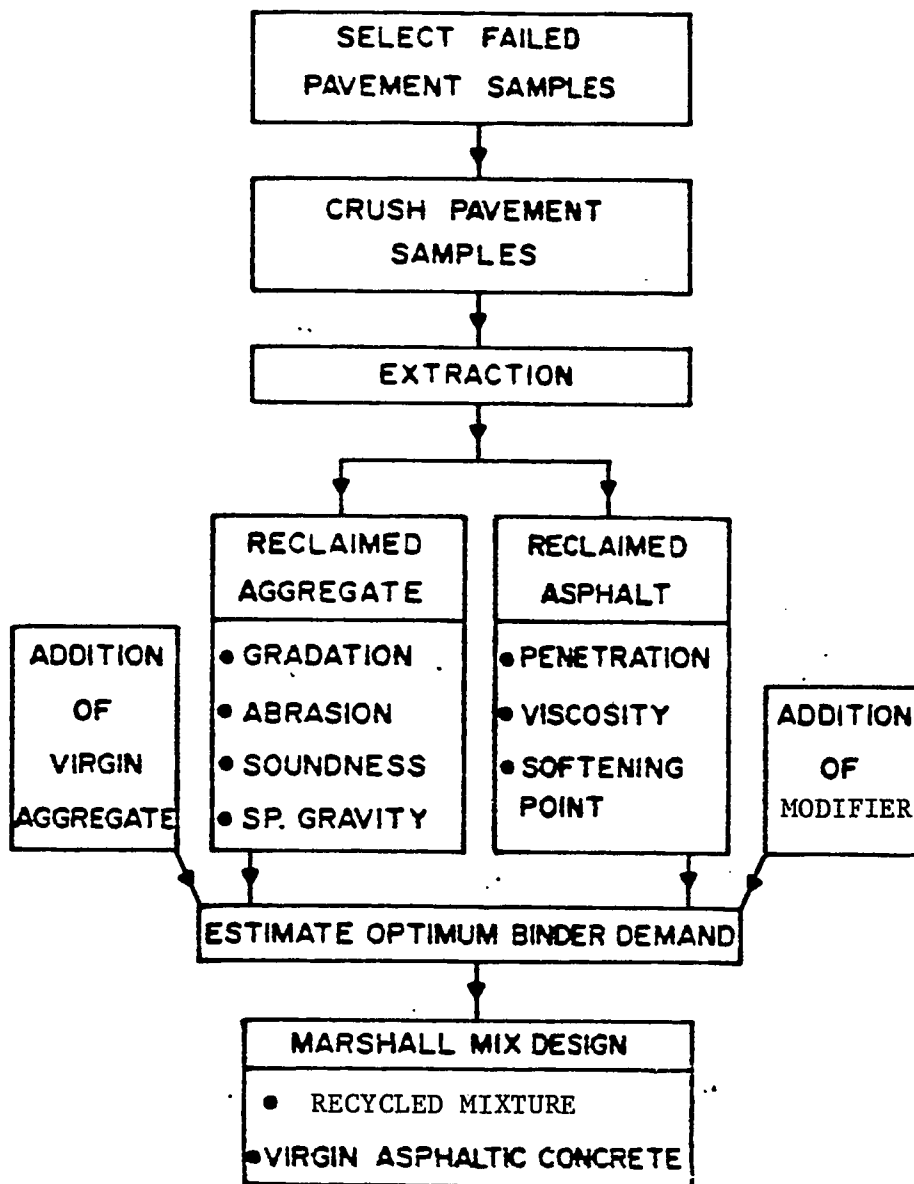 SELECT FAILED
PAVEMENT SAMPLES
CRUSH PAVEMENT
SAMPLES
EXTRACTION
RECLAIMED
AGGREGATE
• GRADATION
• ABRASION
• SOUNDNESS
• SP. GRAVITY
RECLAIMED
ASPHALT
• PENETRATION
• VISCOSITY
• SOFTENING
POINT
ADDITION
OF
VIRGIN
AGGREGATE
ADDITION
OF
MODIFIER
ESTIMATE OPTIMUM BINDER DEMAND
MARSHALL MIX DESIGN
• RECYCLED MIXTURE
• VIRGIN ASPHALTIC CONCRETE